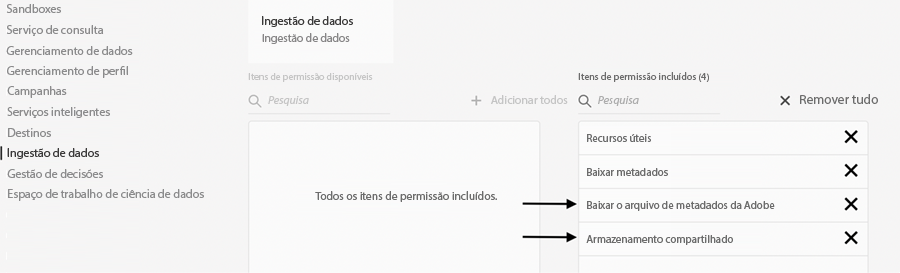 Sandboxes
Serviço de consulta
Gerenciamento de dados
Gerenciamento de perfil
Campanhas
Serviços inteligentes
Destinos
Ingestão de dados
Gestão de decisões
Espaço de trabalho de ciência de dados
Ingestão de dados
Ingestão de dados
Itens de permissão disponíveis
Pesquisa
+ Adicionar todos
Todos os itens de permissão incluídos.
Itens de permissão incluídos (4)
Pesquisa
Remover tudo
Recursos úteis
Baixar metadados
Baixar o arquivo de metadados da Adobe
Armazenamento compartilhado